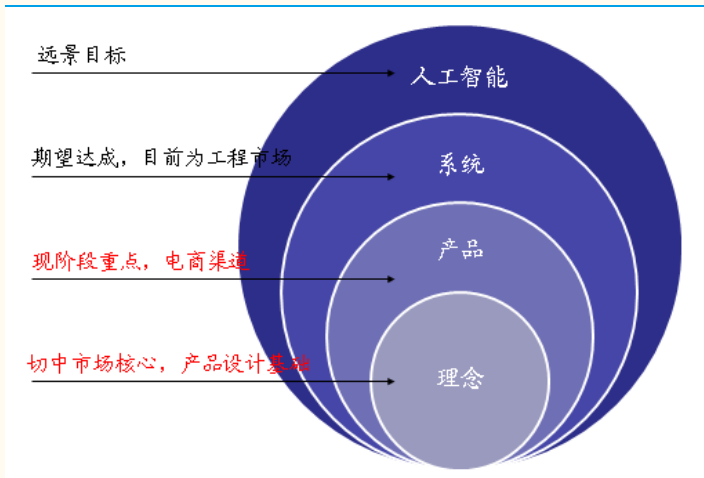 远景目标
人工智能
期望达成，目前为工程市场
系统
现阶段重点，电商渠道
产品
切中市场核心，产品设计基础
理念